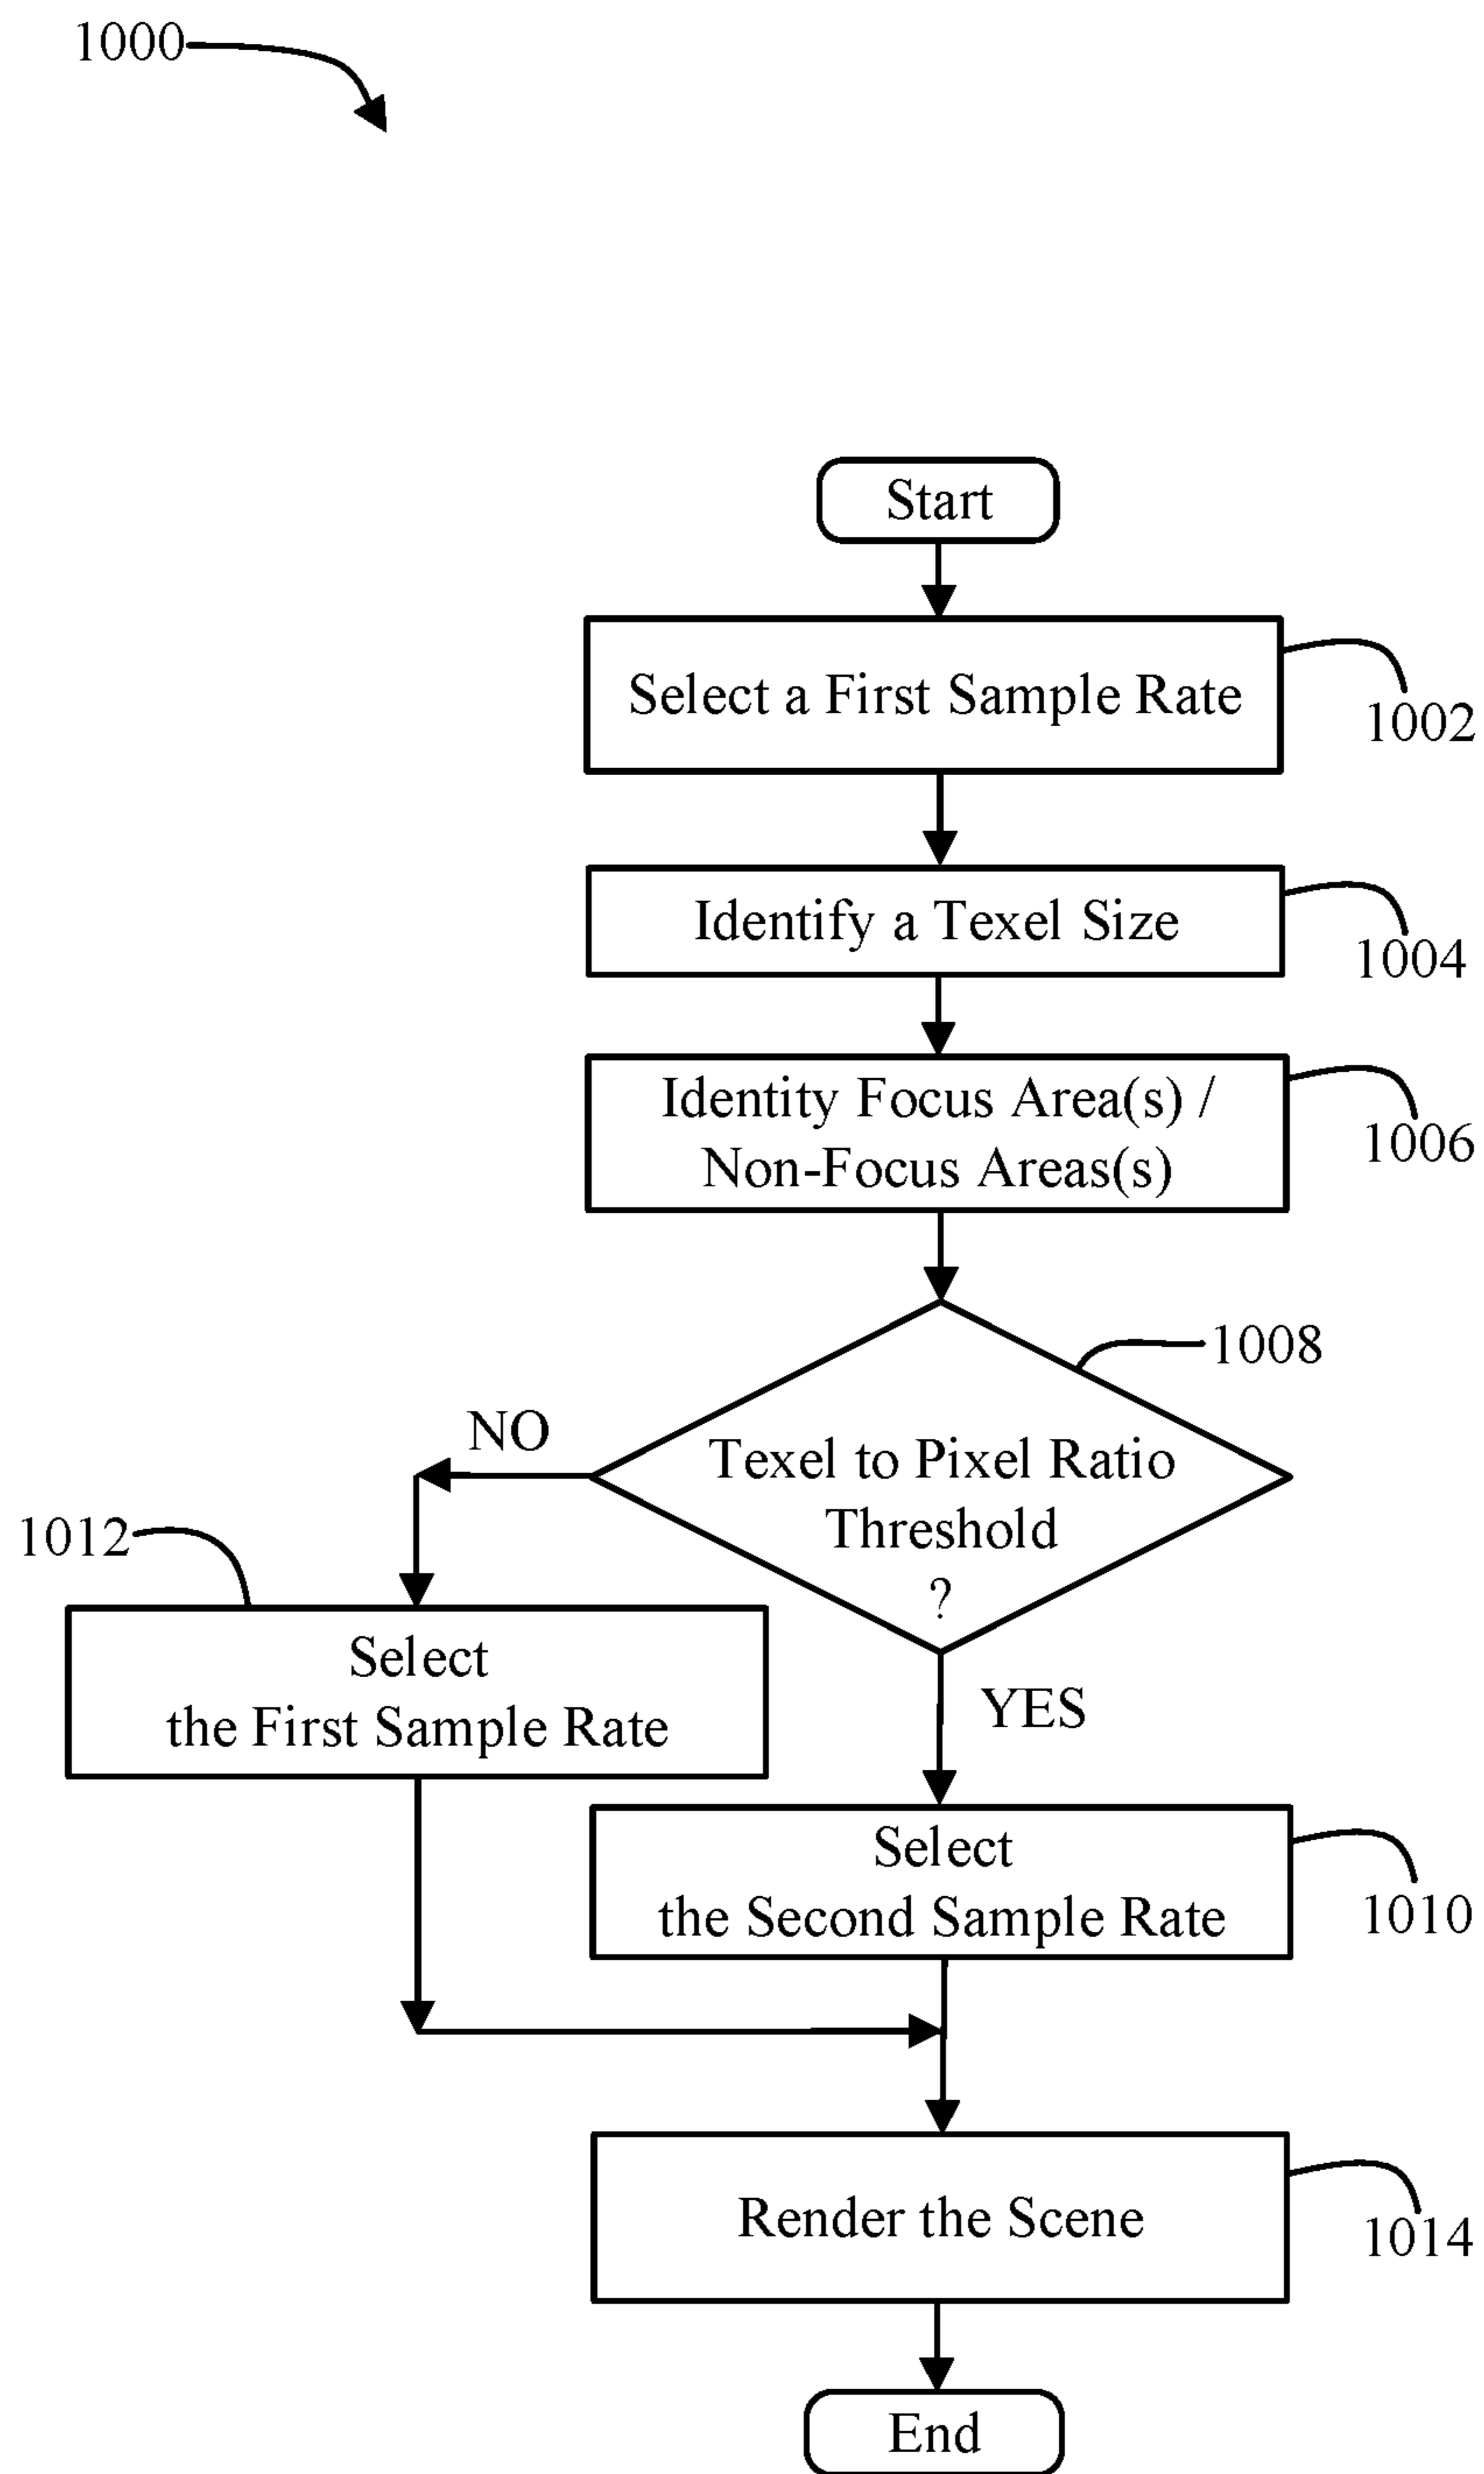 1000
Start
Select a First Sample Rate
1002
Identify a Texel Size
1004
Identity Focus Area(s) /
Non-Focus Areas(s)
1006
1008
Texel to Pixel Ratio
Threshold
?
NO
YES
1012
Select
the First Sample Rate
Select
the Second Sample Rate
1010
Render the Scene
1014
End